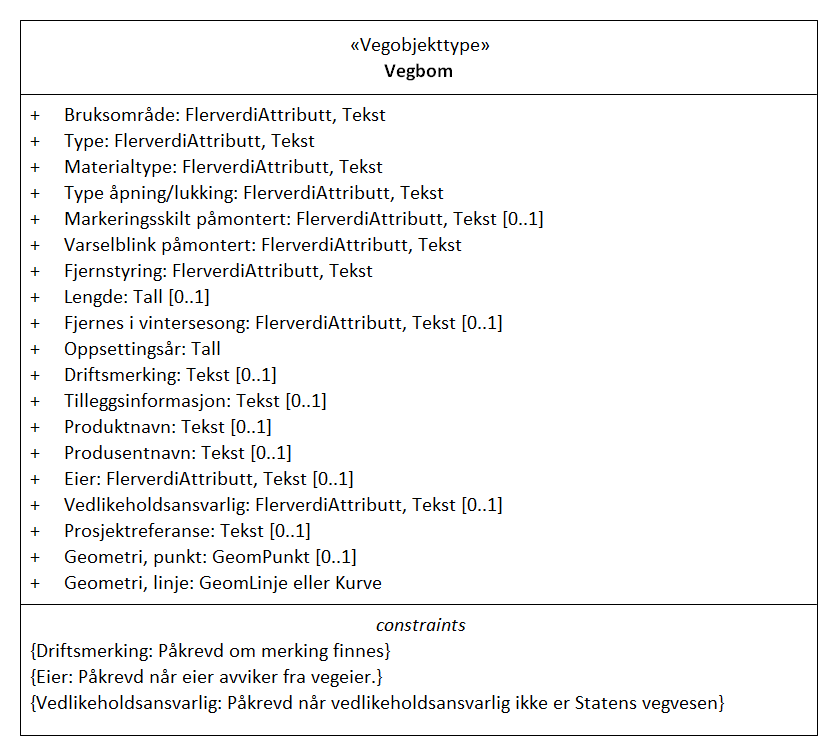 «Vegobjekttype»
Vegbom
+ Bruksområde: FlerverdiAttributt, Tekst
+ Type: FlerverdiAttributt, Tekst
+ Materialtype: FlerverdiAttributt, Tekst
+ Type åpning/lukking: FlerverdiAttributt, Tekst
+ Markeringsskilt påmontert: FlerverdiAttributt, Tekst [0..1]
+ Varselblink påmontert: FlerverdiAttributt, Tekst
+ Fjernstyring: FlerverdiAttributt, Tekst
+ Lengde: Tall [0..1]
+ Fjernes i vintersesong: FlerverdiAttributt, Tekst [0..1]
+ Oppsettingsår: Tall
+ Driftsmerking: Tekst [0..1]
+ Tilleggsinformasjon: Tekst [0..1]
+ Produktnavn: Tekst [0..1]
+ Produsentnavn: Tekst [0..1]
+ Eier: FlerverdiAttributt, Tekst [0..1]
+ Vedlikeholdsansvarlig: FlerverdiAttributt, Tekst [0..1]
+ Prosjektreferanse: Tekst [0..1]
+ Geometri, punkt: GeomPunkt [0..1]
+ Geometri, linje: GeomLinje eller Kurve
constraints
{Driftsmerking: Påkrevd om merking finnes}
{Eier: Påkrevd når eier avviker fra vegeier.}
{Vedlikeholdsansvarlig: Påkrevd når vedlikeholdsansvarlig ikke er Statens vegvesen}